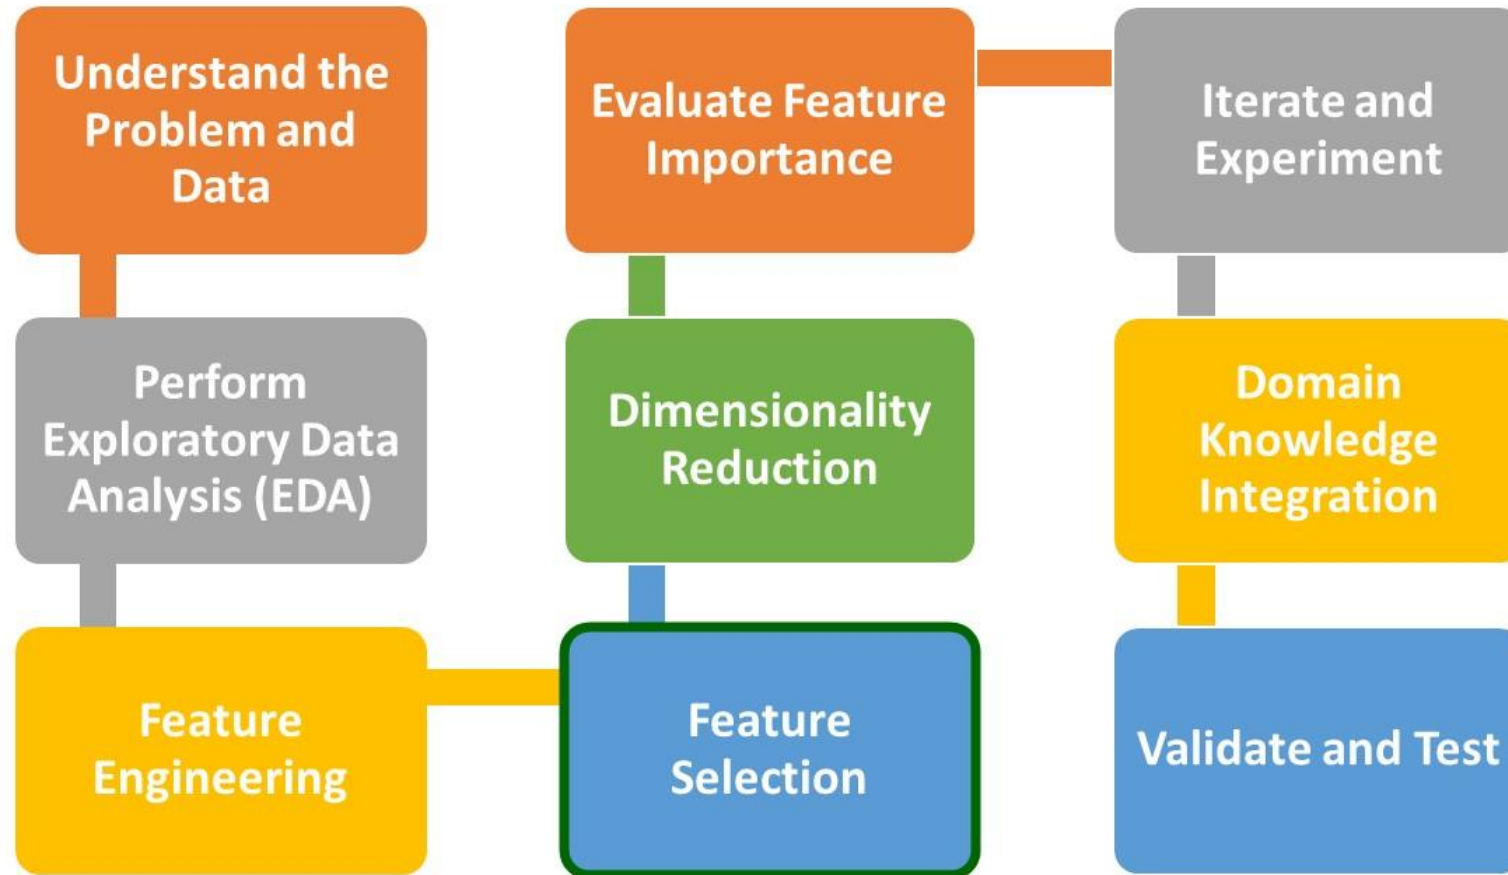 Understand the
Problem and
Data
Perform
Exploratory Data
Analysis (EDA)
Feature
Engineering
Feature
Selection
Dimensionality
Reduction
Evaluate Feature
Importance
Iterate and
Experiment
Domain
Knowledge
Integration
Validate and Test